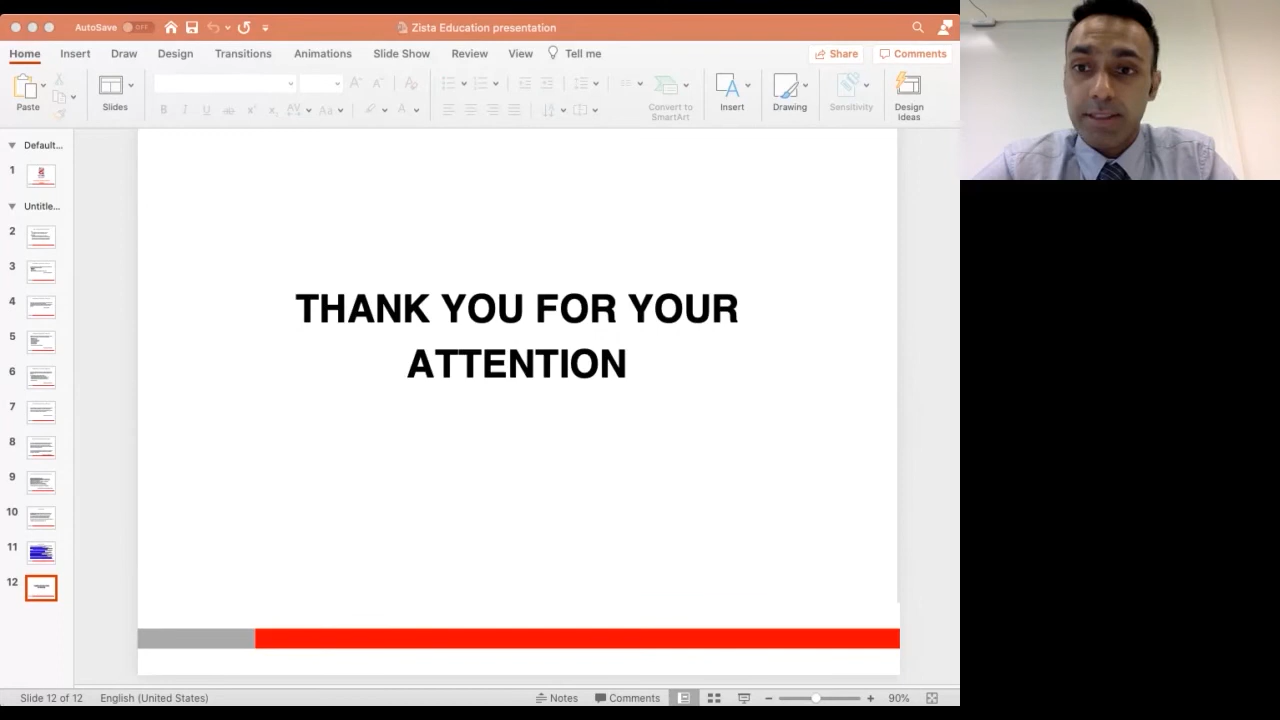 AutoSave OFF
Zista Education presentation
Home Insert Draw Design Transitions Animations Slide Show Review View Tell me Share Comments
Paste Slides Convert to SmartArt Insert Drawing Sensitivity Design Ideas
Default...
1
Untitle...
2
3
4
5
6
7
8
9
10
11
12
THANK YOU FOR YOUR
ATTENTION
Slide 12 of 12 English (United States) Notes Comments 90%